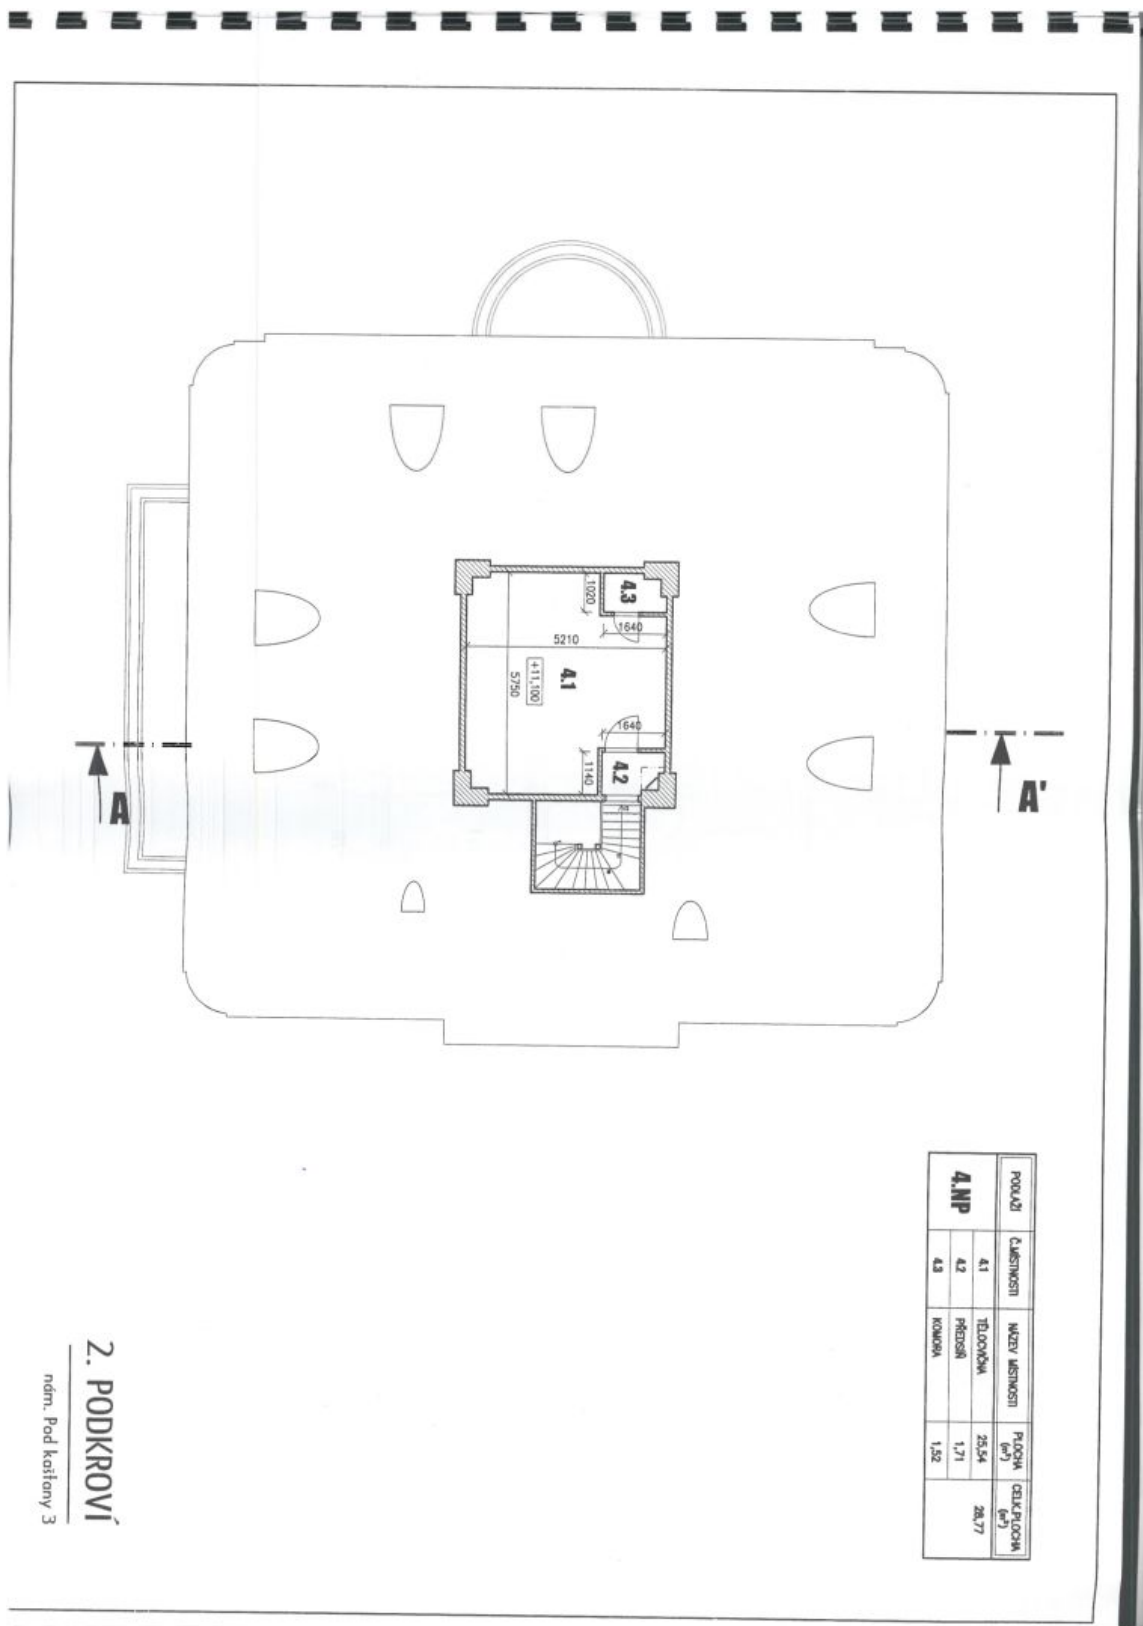 4.3
1020
1640
5210
4.1
+11,100
5750
1640
4.2
1140
A
A'
PODLAŽÍ Č.MÍSTNOSTI NÁZEV MÍSTNOSTI PLOCHA (m²) CELK.PLOCHA (m²)
4.NP 4.1 TĚLOCVIČNA 25,54 28,77
4.2 PŘEDSÍŇ 1,71
4.3 KOMORA 1,52
2. PODKROVÍ
nám. Pod kaštany 3